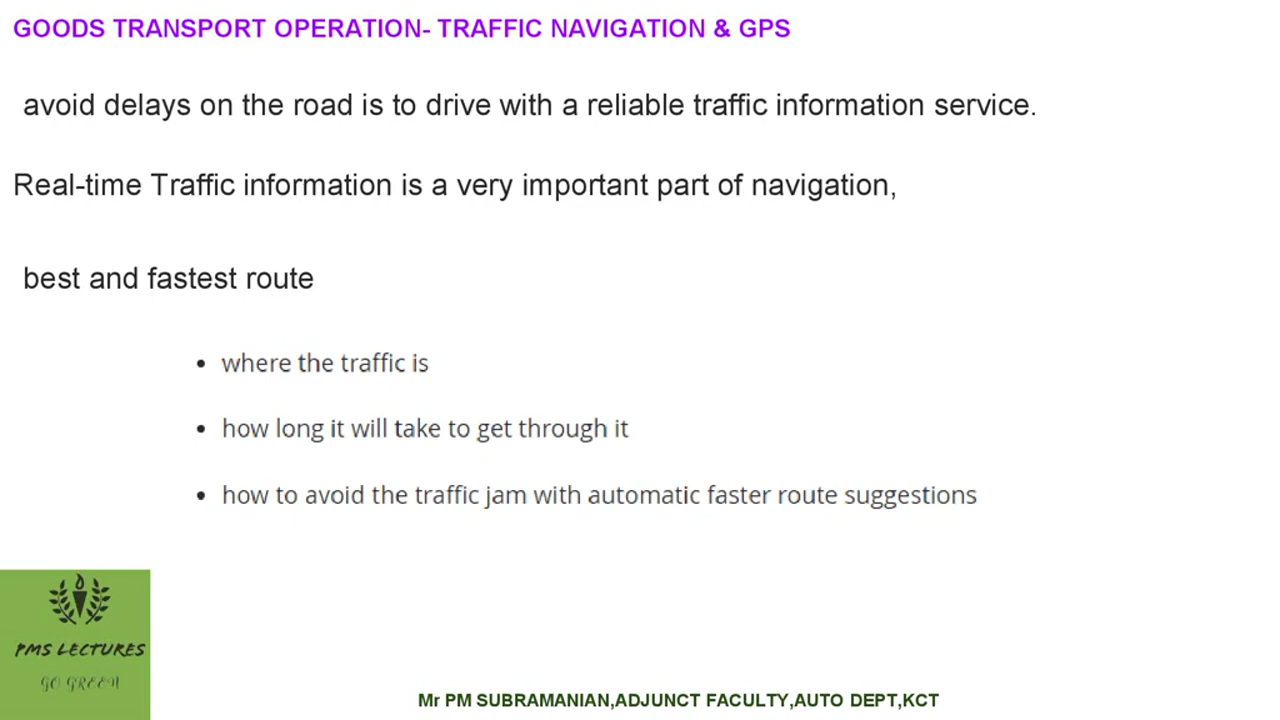 GOODS TRANSPORT OPERATION- TRAFFIC NAVIGATION & GPS
avoid delays on the road is to drive with a reliable traffic information service.
Real-time Traffic information is a very important part of navigation,
best and fastest route
• where the traffic is
• how long it will take to get through it
• how to avoid the traffic jam with automatic faster route suggestions
PMS LECTURES
GO GREEN
Mr PM SUBRAMANIAN,ADJUNCT FACULTY,AUTO DEPT,KCT